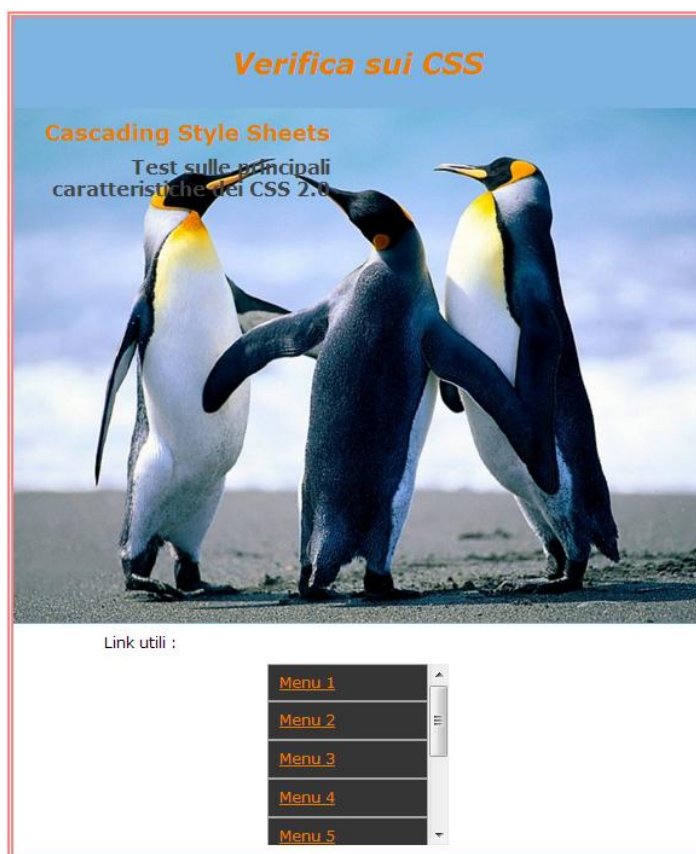 Verifica sui CSS
Cascading Style Sheets
Test sulle principali
caratteristiche dei CSS 2.0
Link utili :
Menu 1
Menu 2
Menu 3
Menu 4
Menu 5